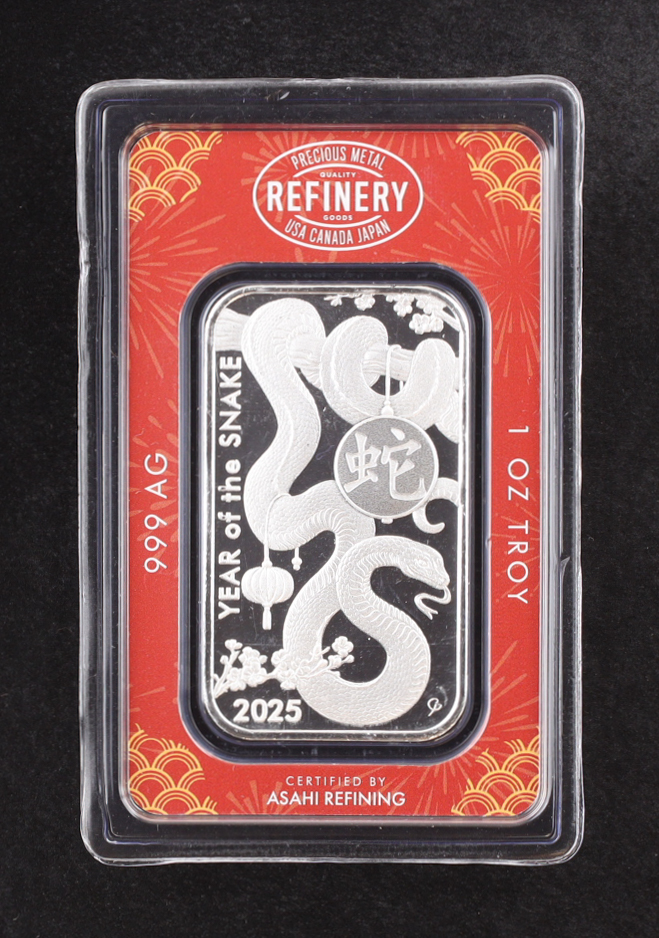 PRECIOUS METAL
QUALITY
REFINERY
GOODS
USA CANADA JAPAN
999 AG
YEAR of the SNAKE
蛇
1 OZ TROY
2025
CERTIFIED BY
ASAHI REFINING